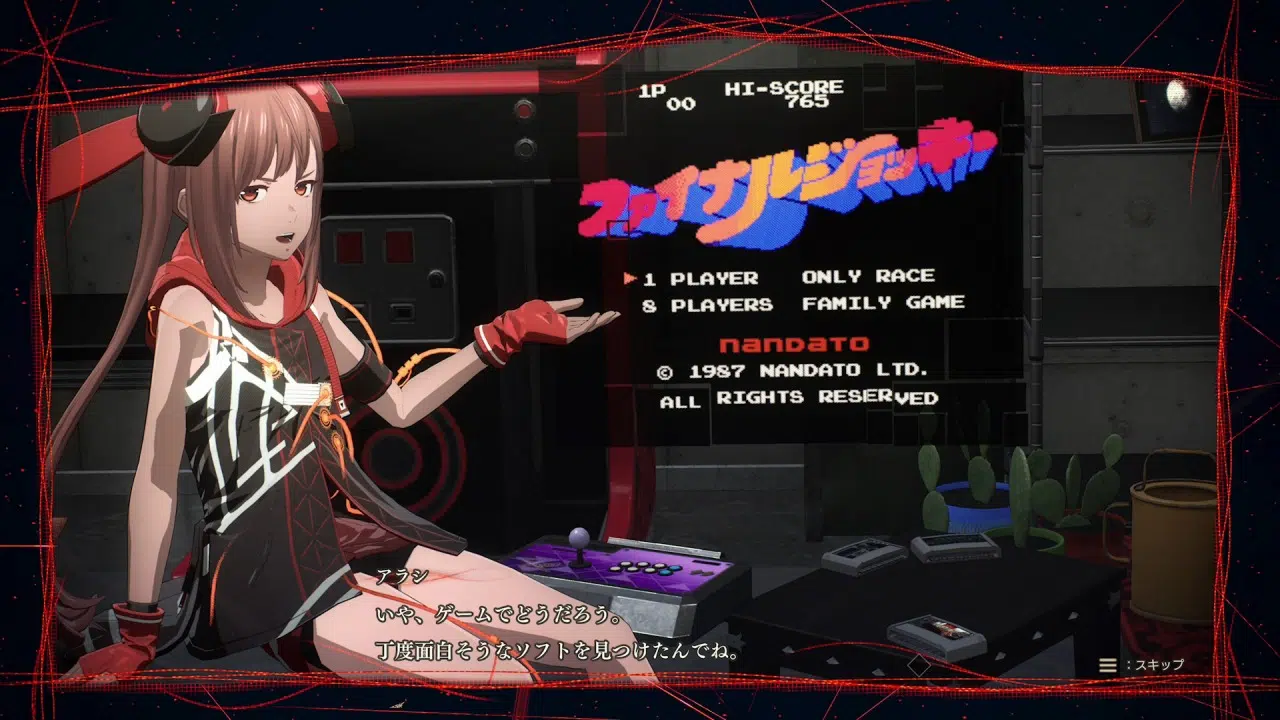 1P HI-SCORE
00 765
ファイナルジョッキー
1 PLAYER ONLY RACE
8 PLAYERS FAMILY GAME
nandato
© 1987 NANDATO LTD.
ALL RIGHTS RESERVED
アラシ
いや、ゲームでどうだろう。
丁度面白そうなソフトを見つけたんでね。
:スキップ